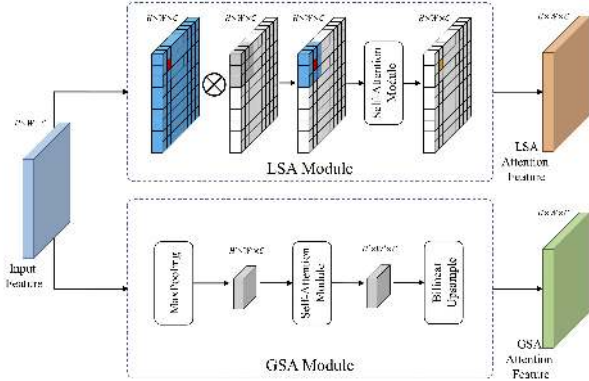 H×W×C
H×W×C
H×W×C
H×W×C
H×W×C
H×W×C
Self-Attention
Module
LSA Module
LSA
Attention
Feature
Input
Feature
MaxPooling
H'×W'×C
Self-Attention
Module
H'×W'×C
Bilinear
Upsample
H×W×C
GSA Module
GSA
Attention
Feature